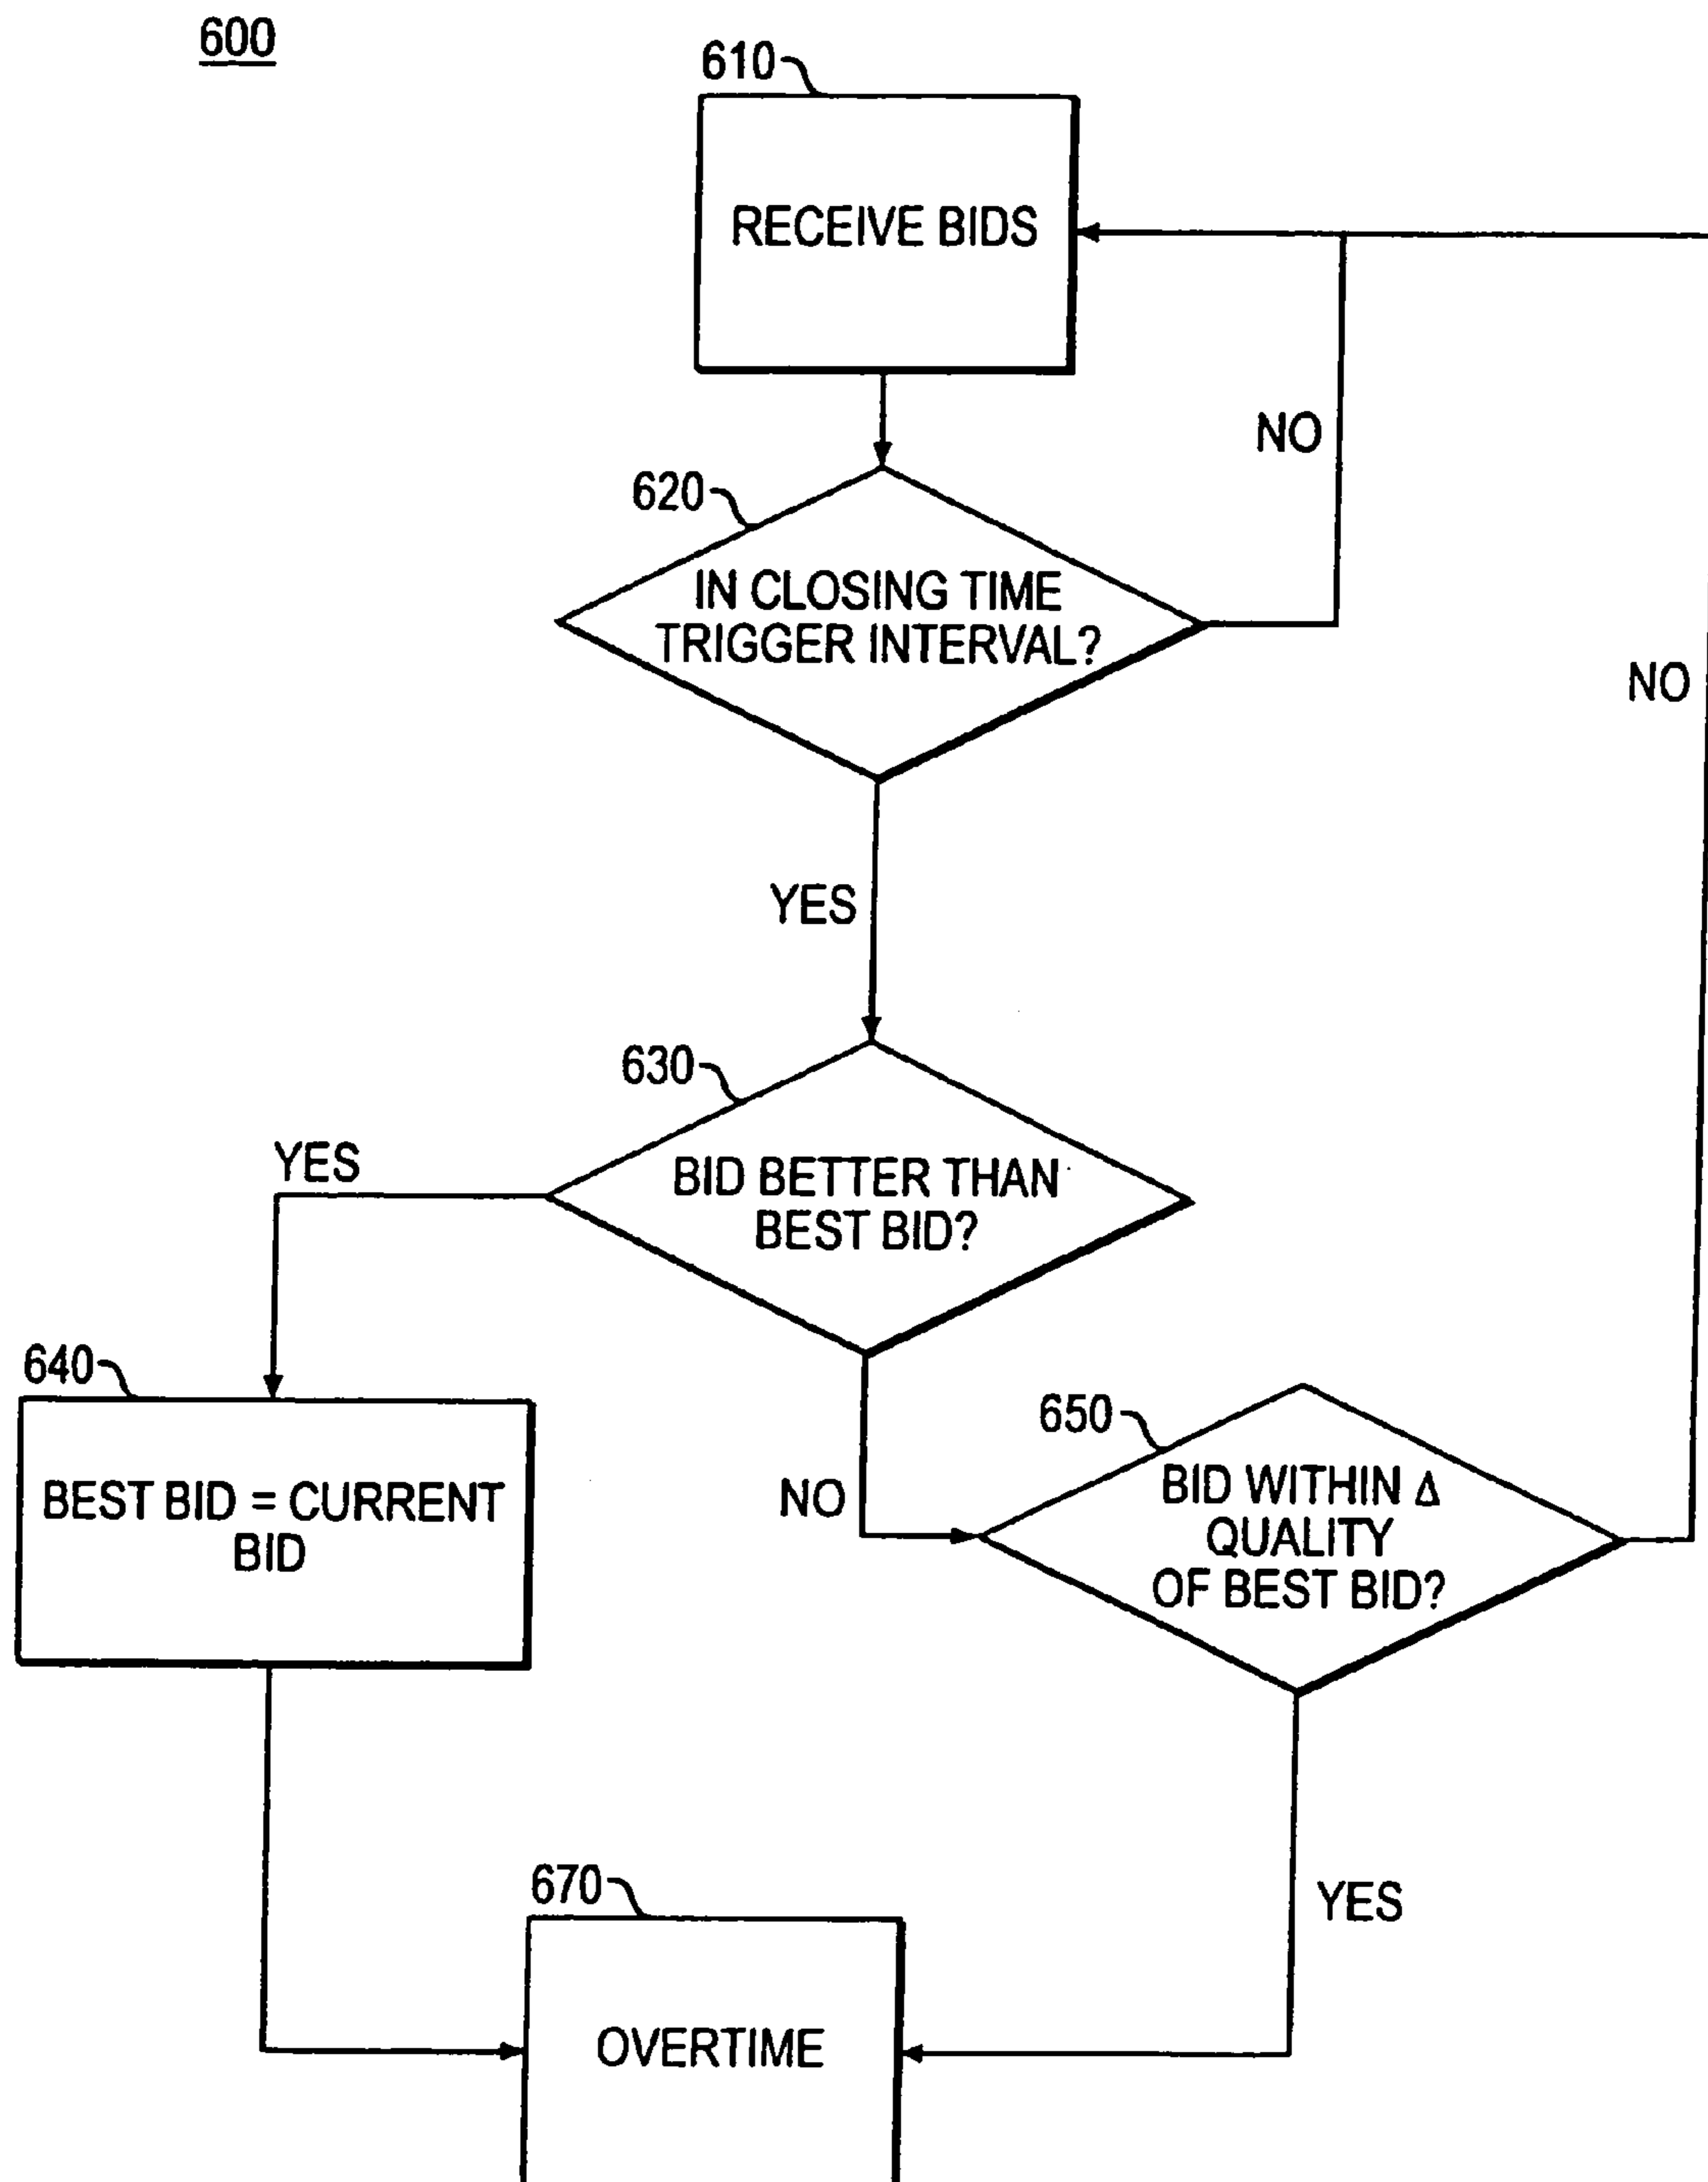 600
610
RECEIVE BIDS
NO
620
IN CLOSING TIME
TRIGGER INTERVAL?
NO
YES
630
YES
BID BETTER THAN
BEST BID?
640
BEST BID = CURRENT
BID
650
NO
BID WITHIN Δ
QUALITY
OF BEST BID?
670
YES
OVERTIME